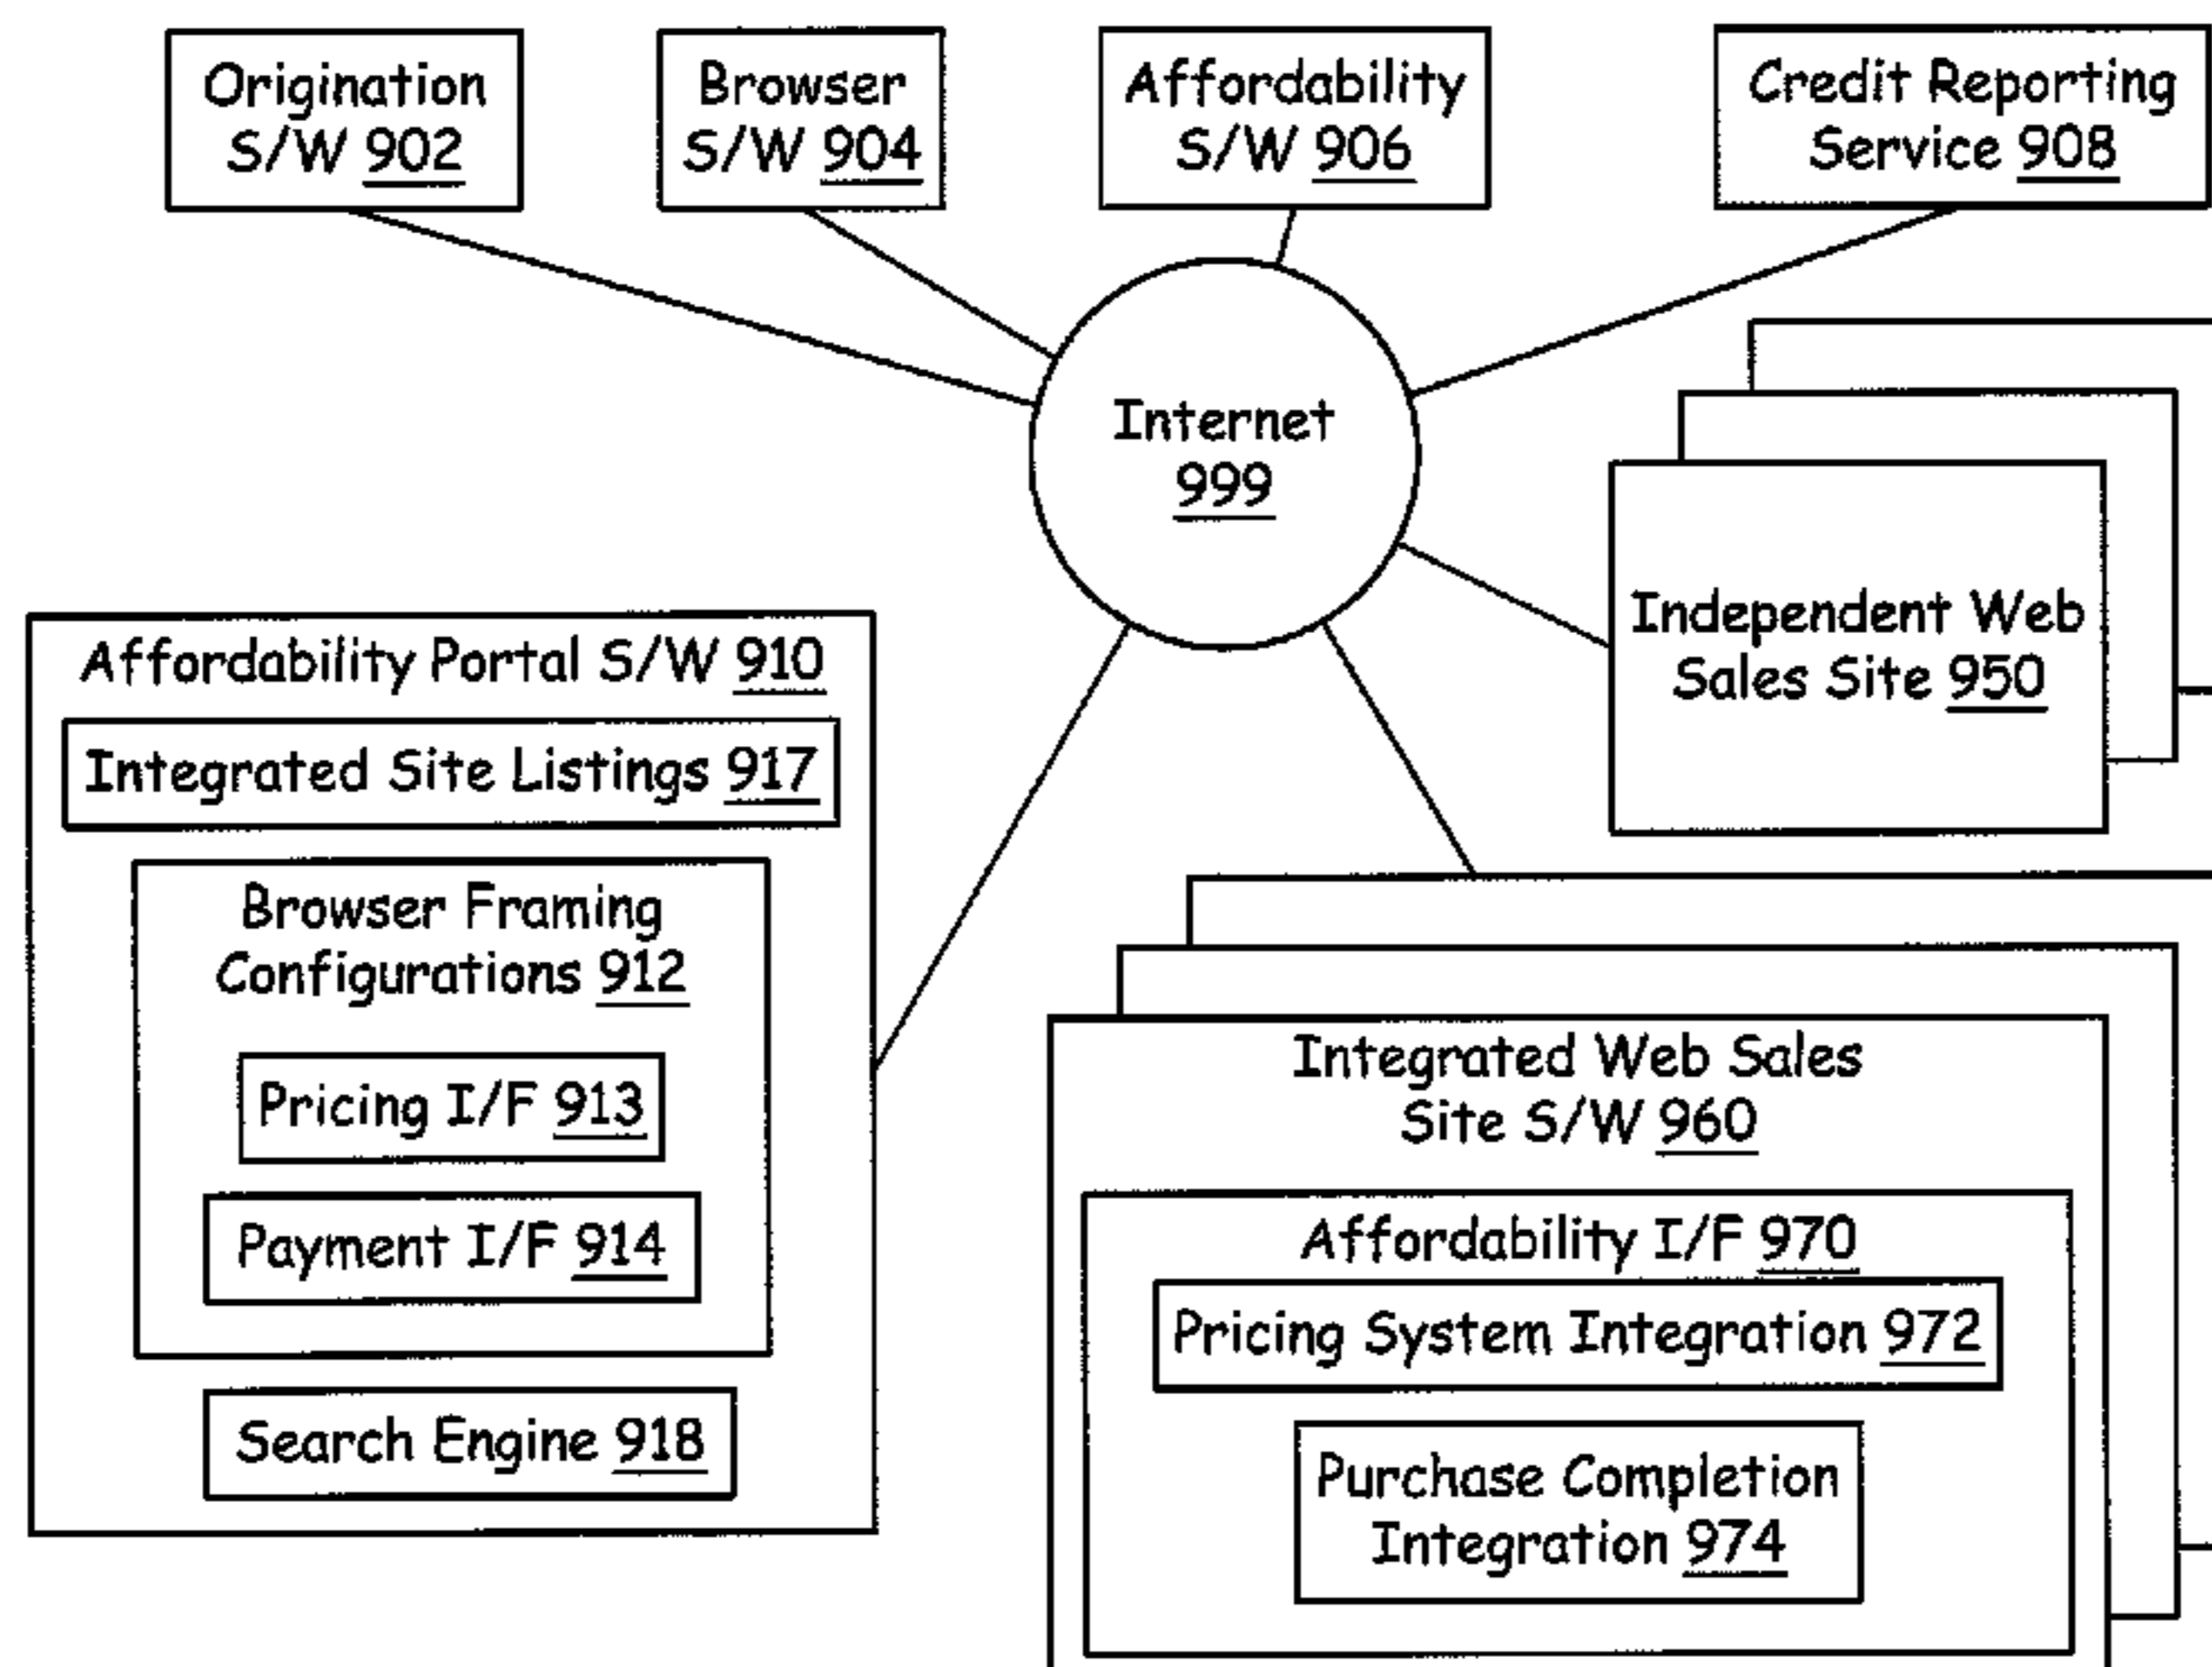 Origination
S/W 902
Browser
S/W 904
Affordability
S/W 906
Credit Reporting
Service 908
Internet
999
Independent Web
Sales Site 950
Affordability Portal S/W 910
Integrated Site Listings 917
Browser Framing
Configurations 912
Pricing I/F 913
Payment I/F 914
Search Engine 918
Integrated Web Sales
Site S/W 960
Affordability I/F 970
Pricing System Integration 972
Purchase Completion
Integration 974